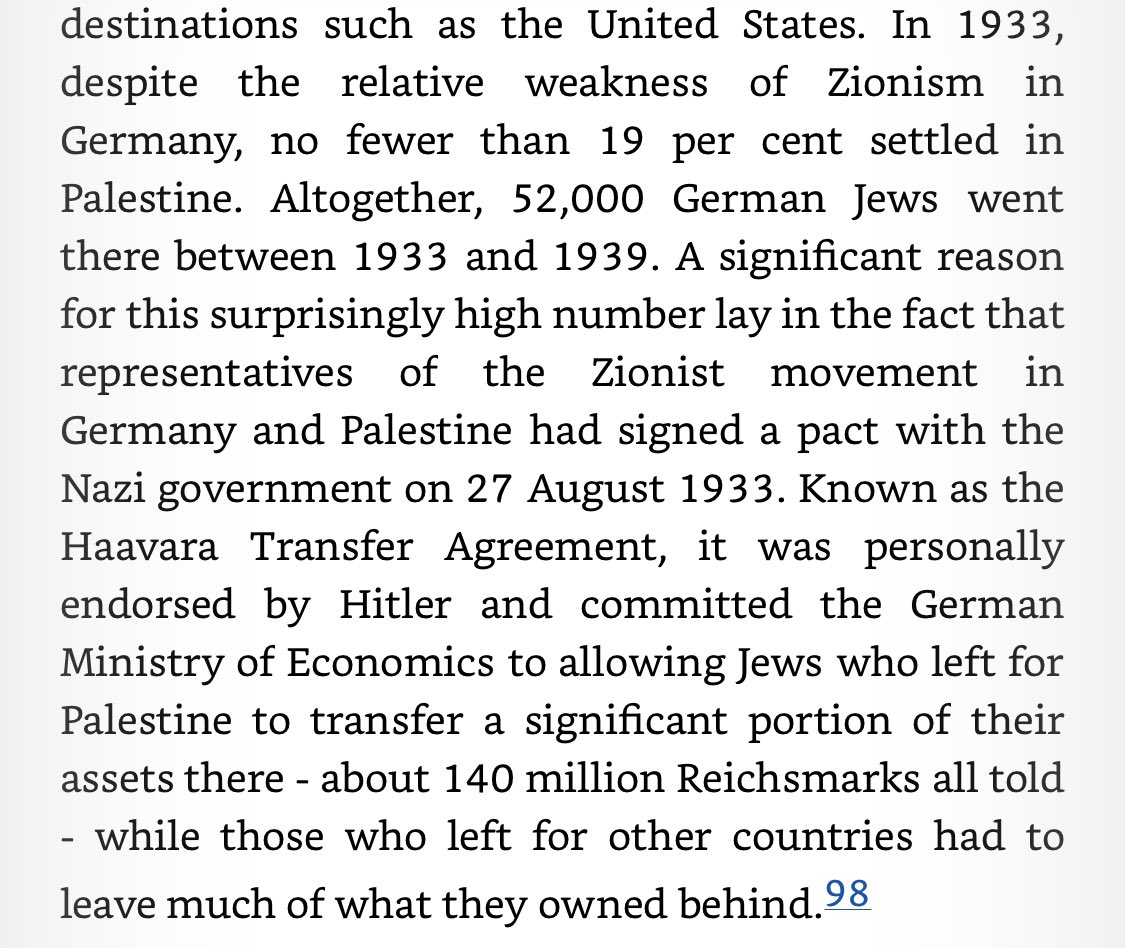 destinations such as the United States. In 1933,
despite the relative weakness of Zionism in
Germany, no fewer than 19 per cent settled in
Palestine. Altogether, 52,000 German Jews went
there between 1933 and 1939. A significant reason
for this surprisingly high number lay in the fact that
representatives of the Zionist movement in
Germany and Palestine had signed a pact with the
Nazi government on 27 August 1933. Known as the
Haavara Transfer Agreement, it was personally
endorsed by Hitler and committed the German
Ministry of Economics to allowing Jews who left for
Palestine to transfer a significant portion of their
assets there - about 140 million Reichsmarks all told
- while those who left for other countries had to
leave much of what they owned behind.98